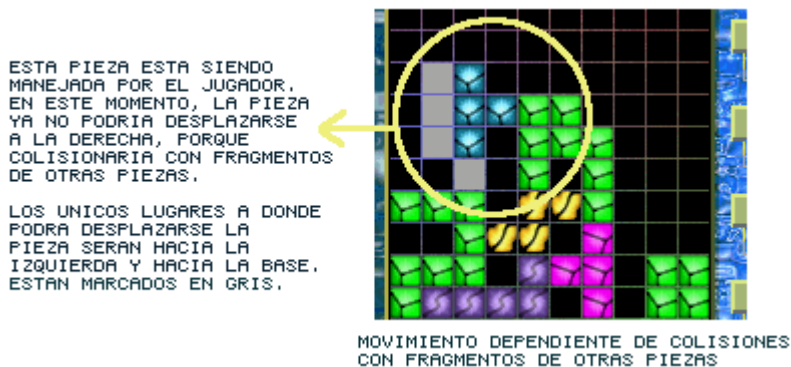 ESTA PIEZA ESTA SIENDO
MANEJADA POR EL JUGADOR.
EN ESTE MOMENTO, LA PIEZA
YA NO PODRIA DESPLAZARSE
A LA DERECHA, PORQUE
COLISIONARIA CON FRAGMENTOS
DE OTRAS PIEZAS.
LOS UNICOS LUGARES A DONDE
PODRA DESPLAZARSE LA
PIEZA SERAN HACIA LA
IZQUIERDA Y HACIA LA BASE.
ESTAN MARCADOS EN GRIS.
MOVIMIENTO DEPENDIENTE DE COLISIONES
CON FRAGMENTOS DE OTRAS PIEZAS